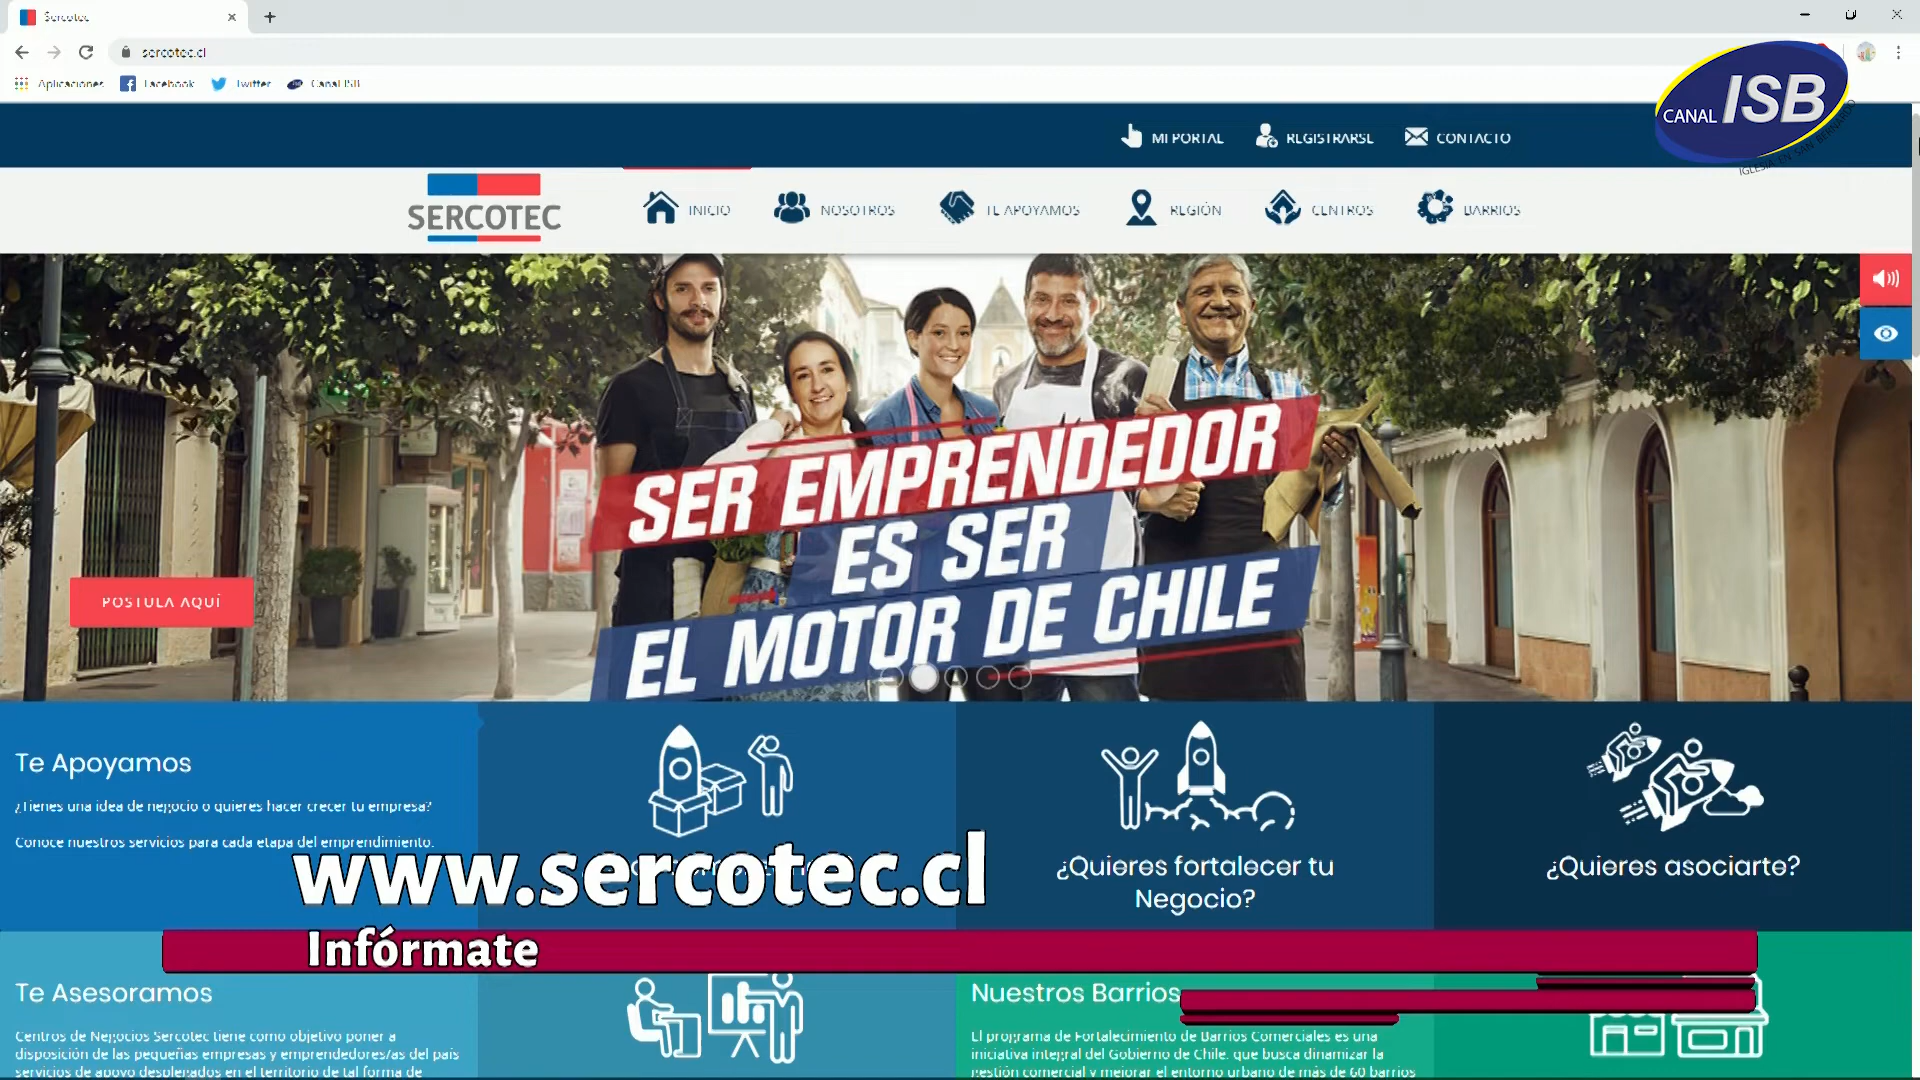 Sercotec
sercotec.cl
Aplicaciones
Facebook
Twitter
Canal ISB
CANAL ISB
IGLESIA EN SAN BERNARDO
MI PORTAL
REGISTRARSE
CONTACTO
SERCOTEC
INICIO
NOSOTROS
TE APOYAMOS
REGIÓN
CENTROS
BARRIOS
SER EMPRENDEDOR
ES SER
EL MOTOR DE CHILE
POSTULA AQUÍ
Te Apoyamos
¿Tienes una idea de negocio o quieres hacer crecer tu empresa?
Conoce nuestros servicios para cada etapa del emprendimiento.
¿Quieres fortalecer tu
Negocio?
¿Quieres asociarte?
www.sercotec.cl
Infórmate
Te Asesoramos
Centros de Negocios Sercotec tiene como objetivo poner a
disposición de las pequeñas empresas y emprendedores/as del país
servicios de apoyo desplegados en el territorio de tal forma de
Nuestros Barrios
El programa de Fortalecimiento de Barrios Comerciales es una
iniciativa integral del Gobierno de Chile, que busca dinamizar la
gestión comercial y mejorar el entorno urbano de más de 60 barrios